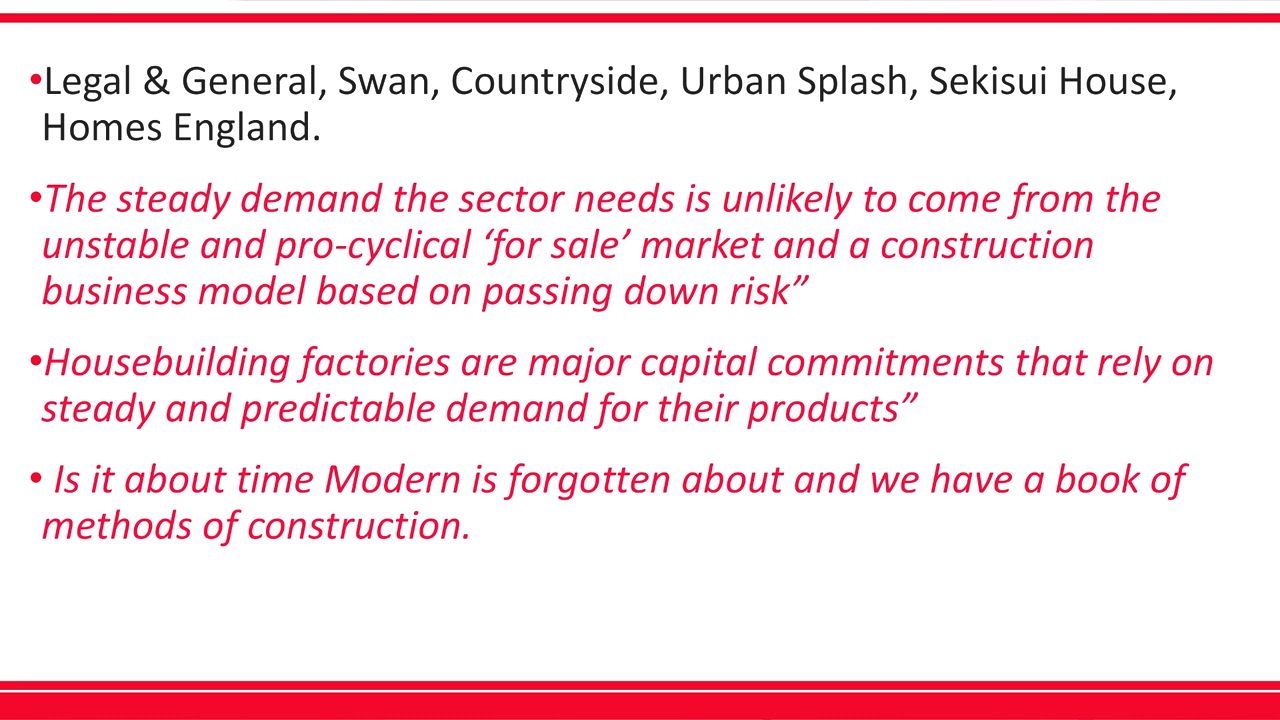 •Legal & General, Swan, Countryside, Urban Splash, Sekisui House,
Homes England.
•The steady demand the sector needs is unlikely to come from the
unstable and pro-cyclical ‘for sale’ market and a construction
business model based on passing down risk”
•Housebuilding factories are major capital commitments that rely on
steady and predictable demand for their products”
• Is it about time Modern is forgotten about and we have a book of
methods of construction.